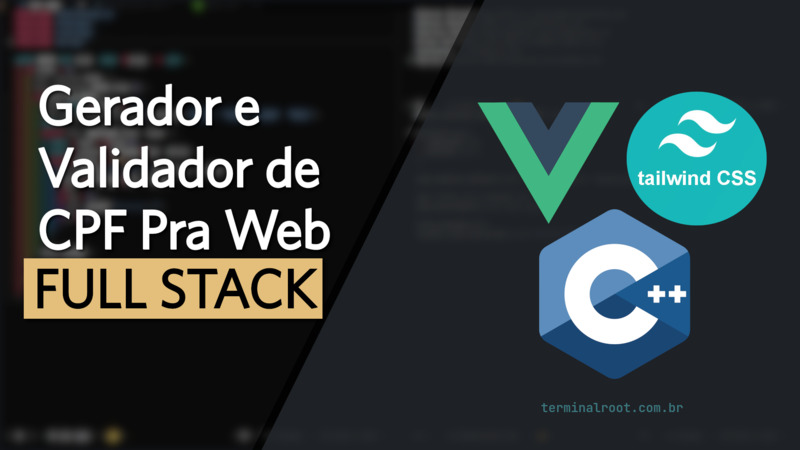 Gerador e
Validador de
CPF Pra Web
FULL STACK
tailwind CSS
C++
terminalroot.com.br